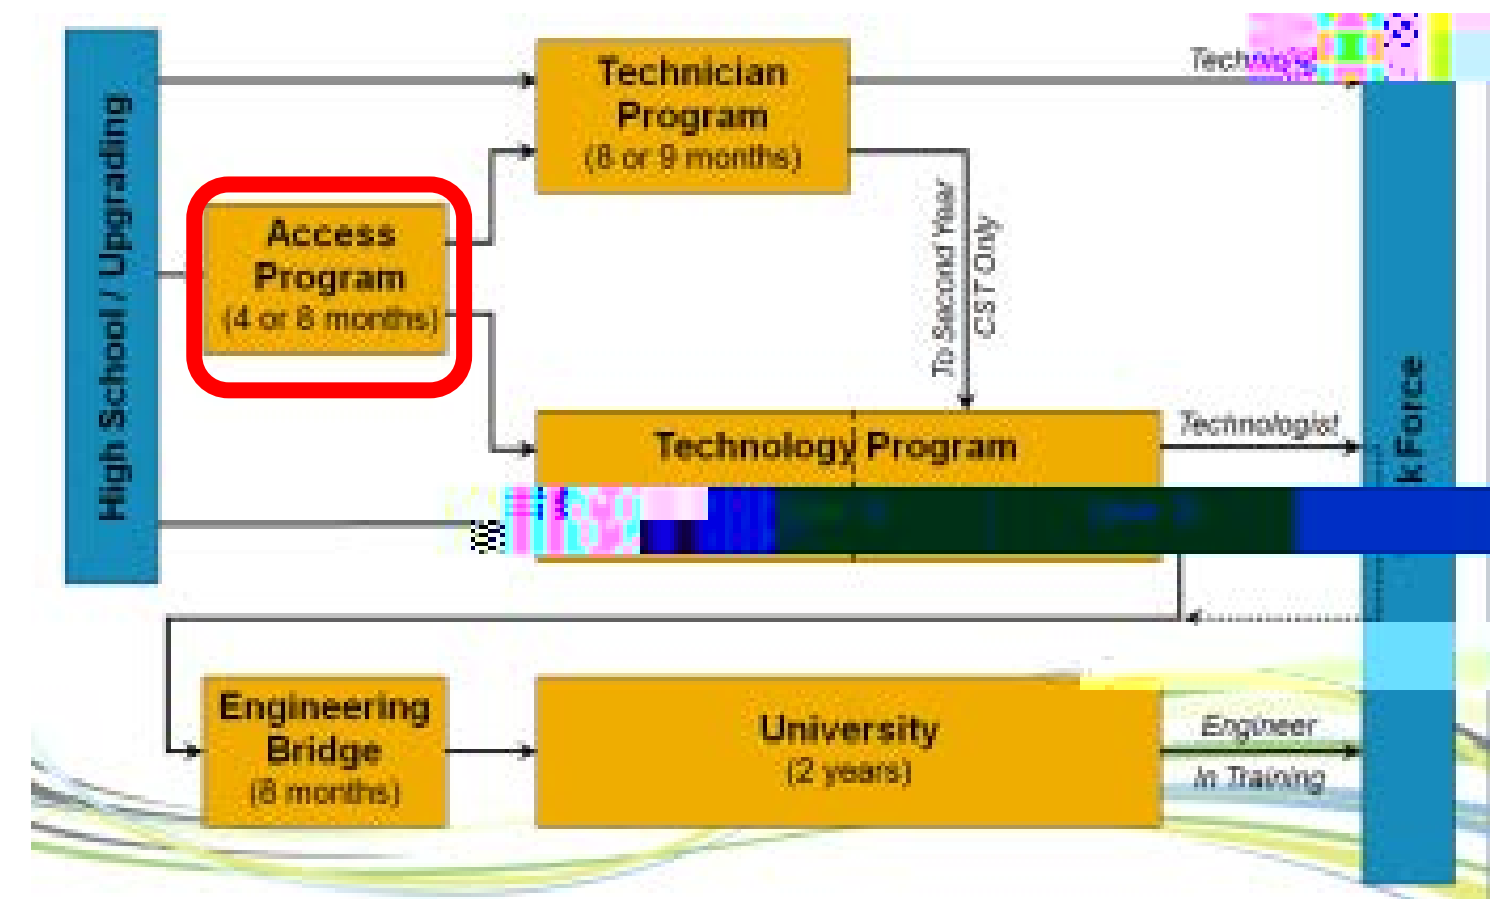 High School / Upgrading
Technician
Program
(8 or 9 months)
Access
Program
(4 or 8 months)
To Second Year
CST Only
Technology Program
Technologist
k Force
Engineering
Bridge
(8 months)
University
(2 years)
Engineer
In Training